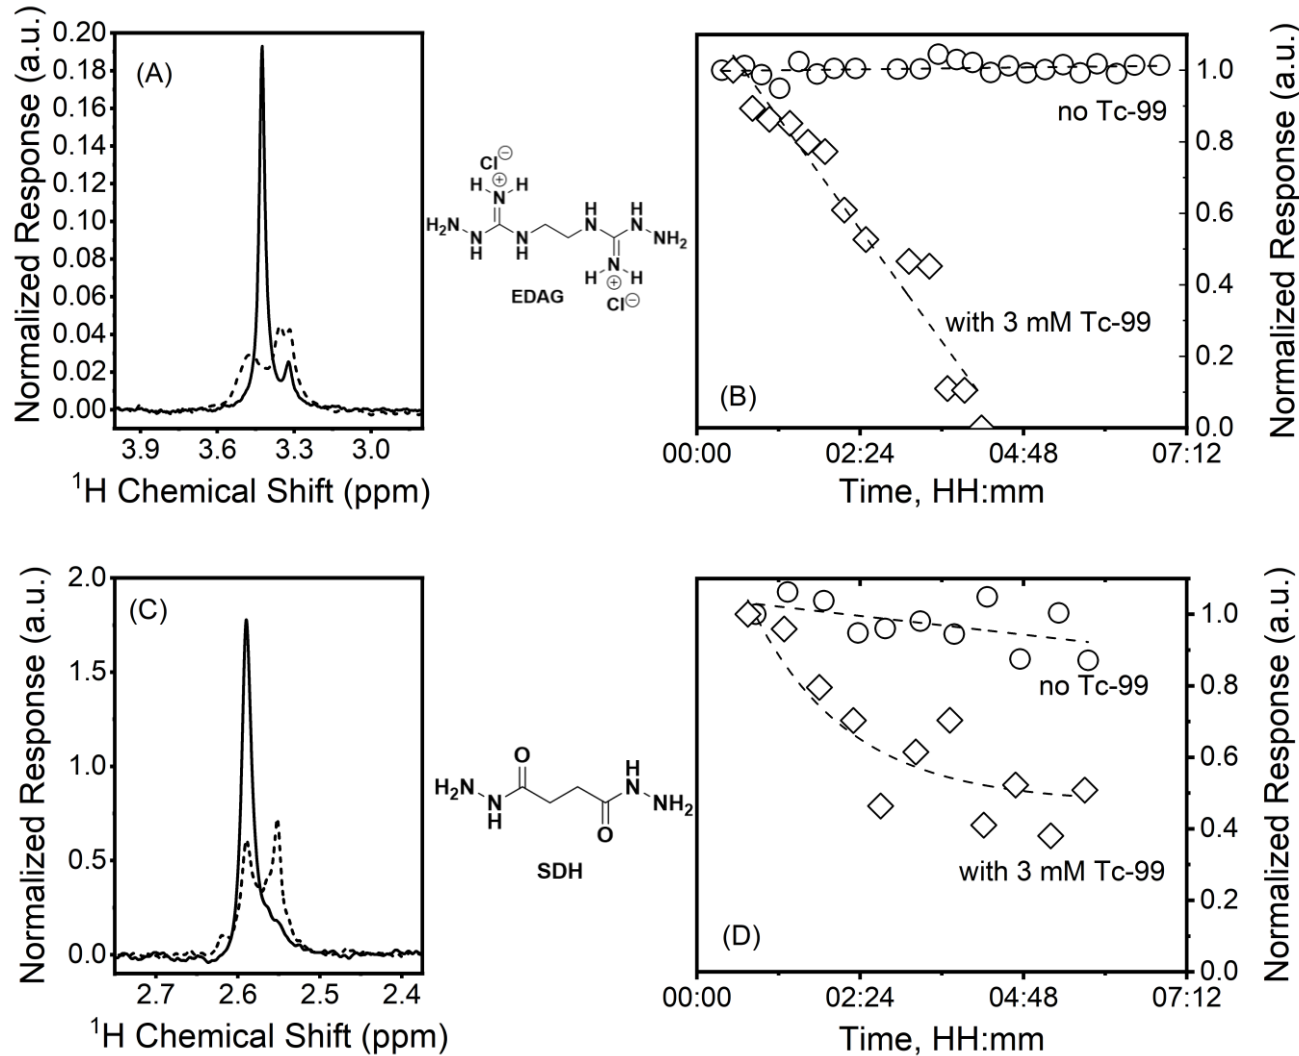 (A)
Normalized Response (a.u.)
0.20
0.18
0.16
0.14
0.12
0.10
0.08
0.06
0.04
0.02
0.00
3.9 3.6 3.3 3.0
¹H Chemical Shift (ppm)
Cl⊖
H ⊕ H
N
H₂N H N
N N
H H
H H
N N NH₂
H N H
⊕
Cl⊖
EDAG
(B)
no Tc-99
with 3 mM Tc-99
1.0
0.8
0.6
0.4
0.2
0.0
Normalized Response (a.u.)
00:00 02:24 04:48 07:12
Time, HH:mm
(C)
Normalized Response (a.u.)
2.0
1.5
1.0
0.5
0.0
2.7 2.6 2.5 2.4
¹H Chemical Shift (ppm)
O
H
H₂N N
N NH₂
H
O
SDH
(D)
no Tc-99
with 3 mM Tc-99
1.0
0.8
0.6
0.4
0.2
0.0
Normalized Response (a.u.)
00:00 02:24 04:48 07:12
Time, HH:mm